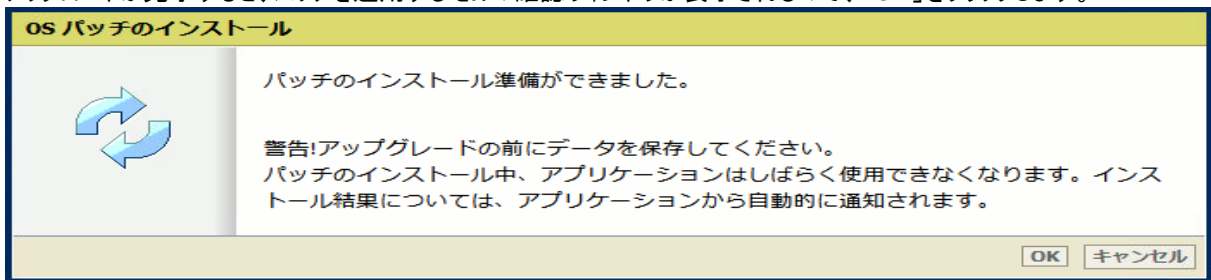 OS パッチのインストール
パッチのインストール準備ができました。
警告!アップグレードの前にデータを保存してください。
パッチのインストール中、アプリケーションはしばらく使用できなくなります。インス
トール結果については、アプリケーションから自動的に通知されます。
OK キャンセル